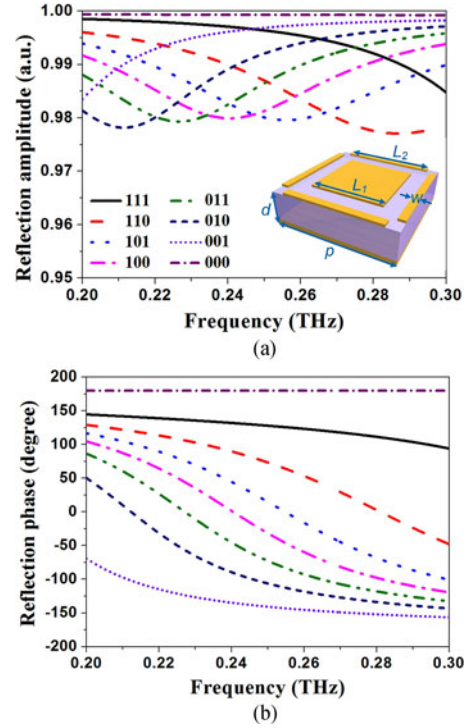 Reflection amplitude (a.u.)
1.00
0.99
0.98
0.97
0.96
0.95
111
110
101
100
011
010
001
000
L2
L1
w
d
p
0.20 0.22 0.24 0.26 0.28 0.30
Frequency (THz)
(a)
Reflection phase (degree)
200
150
100
50
0
-50
-100
-150
-200
0.20 0.22 0.24 0.26 0.28 0.30
Frequency (THz)
(b)